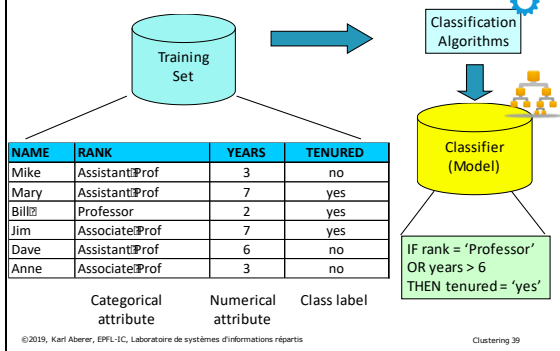 Classification
Algorithms
Training
Set
Classifier
(Model)
NAME RANK YEARS TENURED
Mike Assistant Prof 3 no
Mary Assistant Prof 7 yes
Bill Professor 2 yes
Jim Associate Prof 7 yes
Dave Assistant Prof 6 no
Anne Associate Prof 3 no
IF rank = ‘Professor’
OR years > 6
THEN tenured = ‘yes’
Categorical
attribute
Numerical
attribute
Class label
©2019, Karl Aberer, EPFL-IC, Laboratoire de systèmes d'informations répartis
Clustering 39